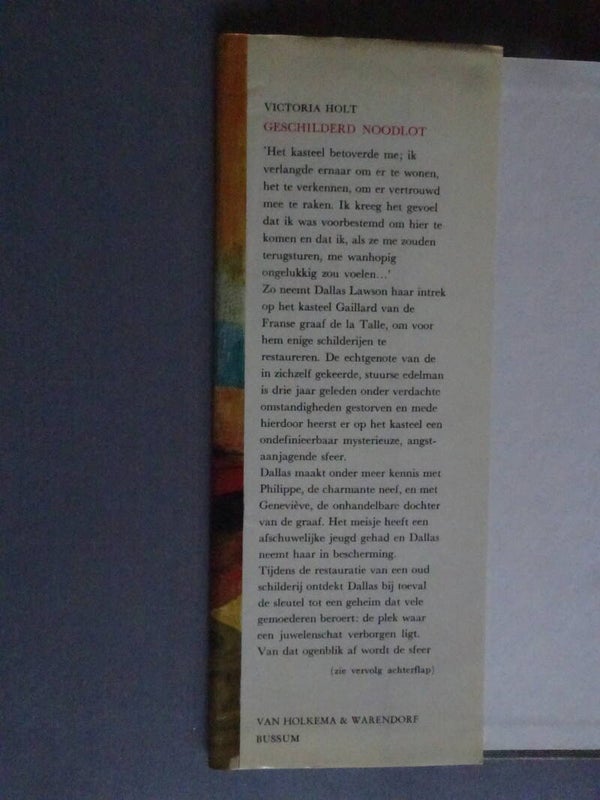 VICTORIA HOLT
GESCHILDERD NOODLOT
'Het kasteel betoverde me; ik
verlangde ernaar om er te wonen,
het te verkennen, om er vertrouwd
mee te raken. Ik kreeg het gevoel
dat ik was voorbestemd om hier te
komen en dat ik, als ze me zouden
terugsturen, me wanhopig
ongelukkig zou voelen...'
Zo neemt Dallas Lawson haar intrek
op het kasteel Gaillard van de
Franse graaf de la Talle, om voor
hem enige schilderijen te
restaureren. De echtgenote van de
in zichzelf gekeerde, stuurse edelman
is drie jaar geleden onder verdachte
omstandigheden gestorven en mede
hierdoor heerst er op het kasteel een
ondefinieerbaar mysterieuze, angst-
aanjagende sfeer.
Dallas maakt onder meer kennis met
Philippe, de charmante neef, en met
Geneviève, de onhandelbare dochter
van de graaf. Het meisje heeft een
afschuwelijke jeugd gehad en Dallas
neemt haar in bescherming.
Tijdens de restauratie van een oud
schilderij ontdekt Dallas bij toeval
de sleutel tot een geheim dat vele
gemoederen beroert: de plek waar
een juwelenschat verborgen ligt.
Van dat ogenblik af wordt de sfeer
(zie vervolg achterflap)
VAN HOLKEMA & WARENDORF
BUSSUM